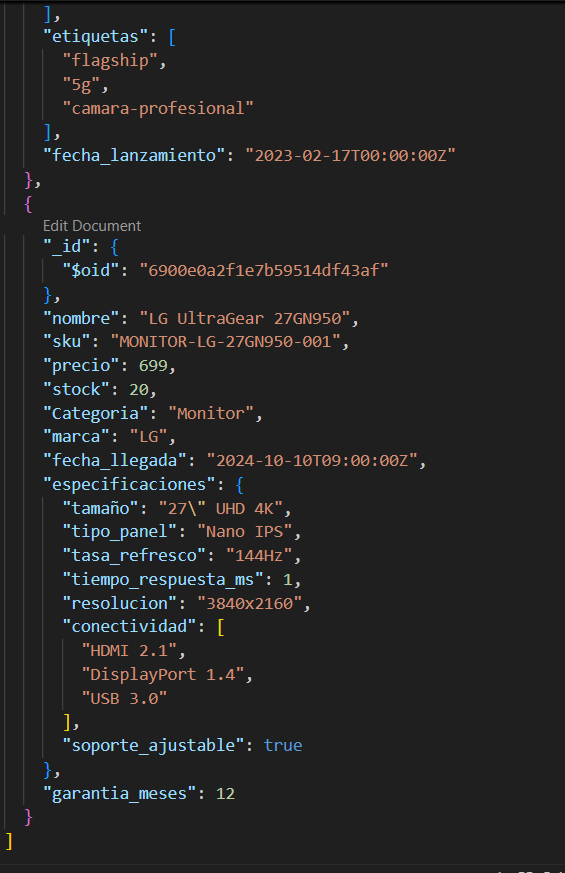 ],
"etiquetas": [
"flagship",
"5g",
"camara-profesional"
],
"fecha_lanzamiento": "2023-02-17T00:00:00Z"
},
{
Edit Document
"_id": {
"$oid": "6900e0a2f1e7b59514df43af"
},
"nombre": "LG UltraGear 27GN950",
"sku": "MONITOR-LG-27GN950-001",
"precio": 699,
"stock": 20,
"Categoria": "Monitor",
"marca": "LG",
"fecha_llegada": "2024-10-10T09:00:00Z",
"especificaciones": {
"tamaño": "27\" UHD 4K",
"tipo_panel": "Nano IPS",
"tasa_refresco": "144Hz",
"tiempo_respuesta_ms": 1,
"resolucion": "3840x2160",
"conectividad": [
"HDMI 2.1",
"DisplayPort 1.4",
"USB 3.0"
],
"soporte_ajustable": true
},
"garantia_meses": 12
}
]